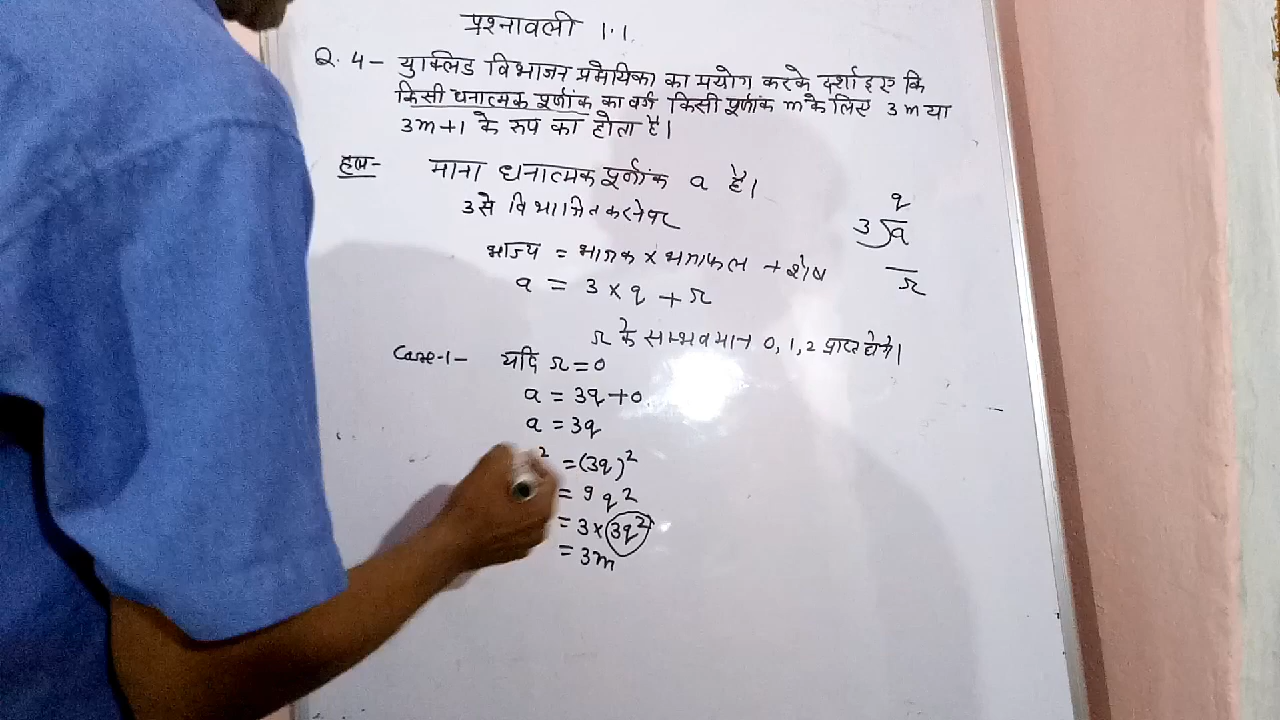 प्रश्नावली 1.1
Q. 4- युक्लिड विभाजन प्रमेयिका का प्रयोग करके दर्शाइए कि
किसी धनात्मक पूर्णांक का वर्ग किसी पूर्णांक m के लिए 3m या
3m+1 के रूप का होता है।
हल- माना धनात्मक पूर्णांक a है।
3 से विभाजित करने पर
भाज्य = भाजक × भागफल + शेष
a = 3 × q + r
q
3 a
r
r के सम्भव मान 0, 1, 2 प्राप्त होंगे।
Case-1- यदि r = 0
a = 3q + 0
a = 3q
² = (3q)²
= 9q²
= 3×3q²
= 3m